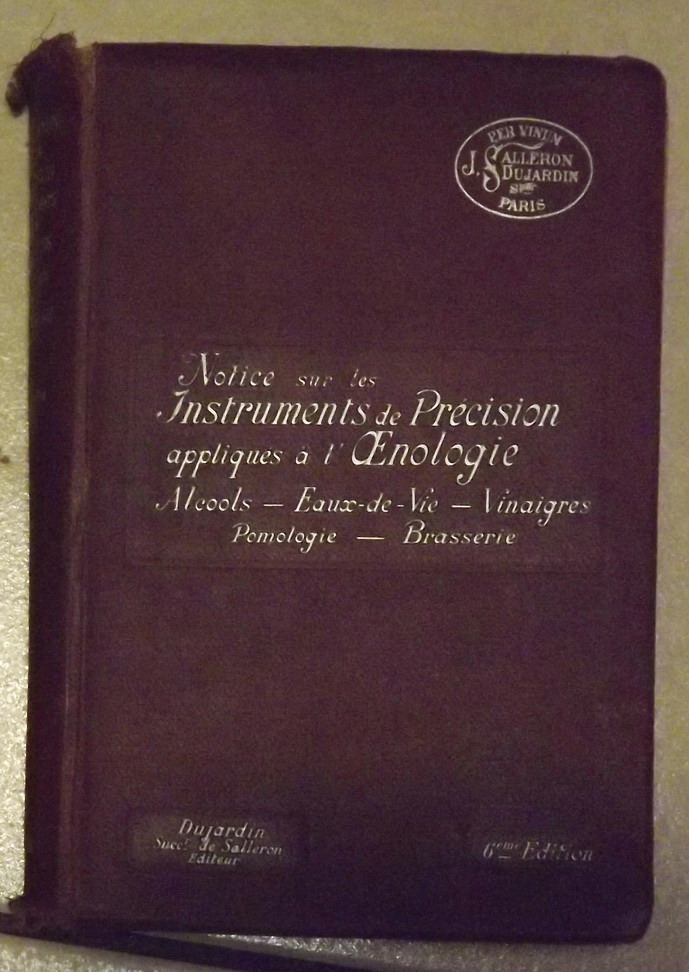 PER VINUM
J. SALLERON
DUJARDIN
Sʳ
PARIS
Notice sur les
Instruments de Précision
appliques à l'Œnologie
Alcools — Eaux-de-Vie — Vinaigres
Pomologie — Brasserie
Dujardin
Succʳ de Salleron
Editeur
6ème Edition